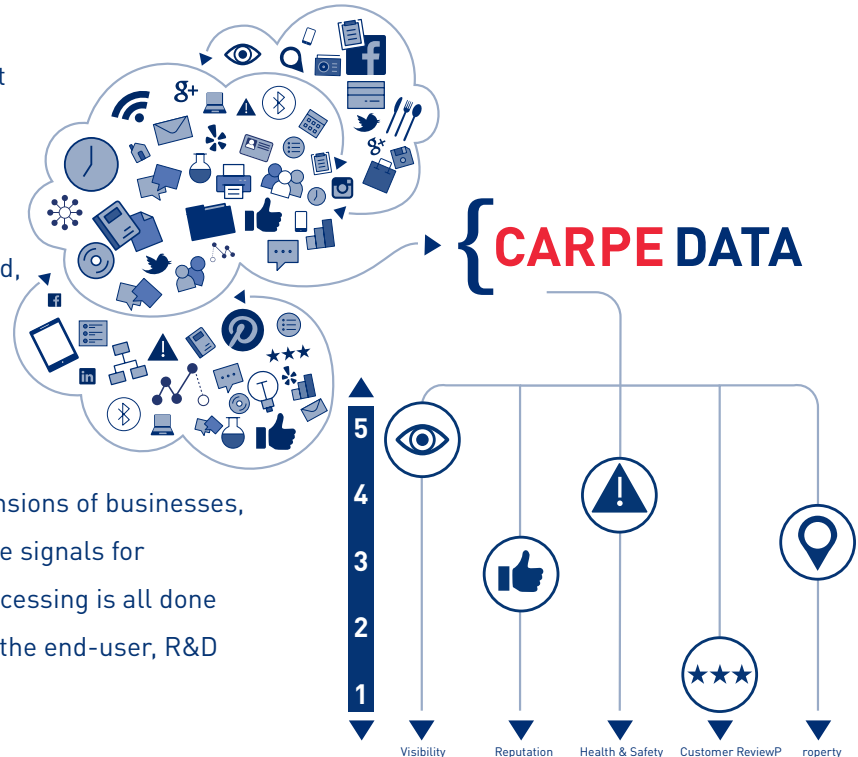 t
g+
g+
d,
{CARPE DATA
nsions of businesses,
e signals for
cessing is all done
the end-user, R&D
5
4
3
2
1
Visibility Reputation Health & Safety Customer ReviewP roperty